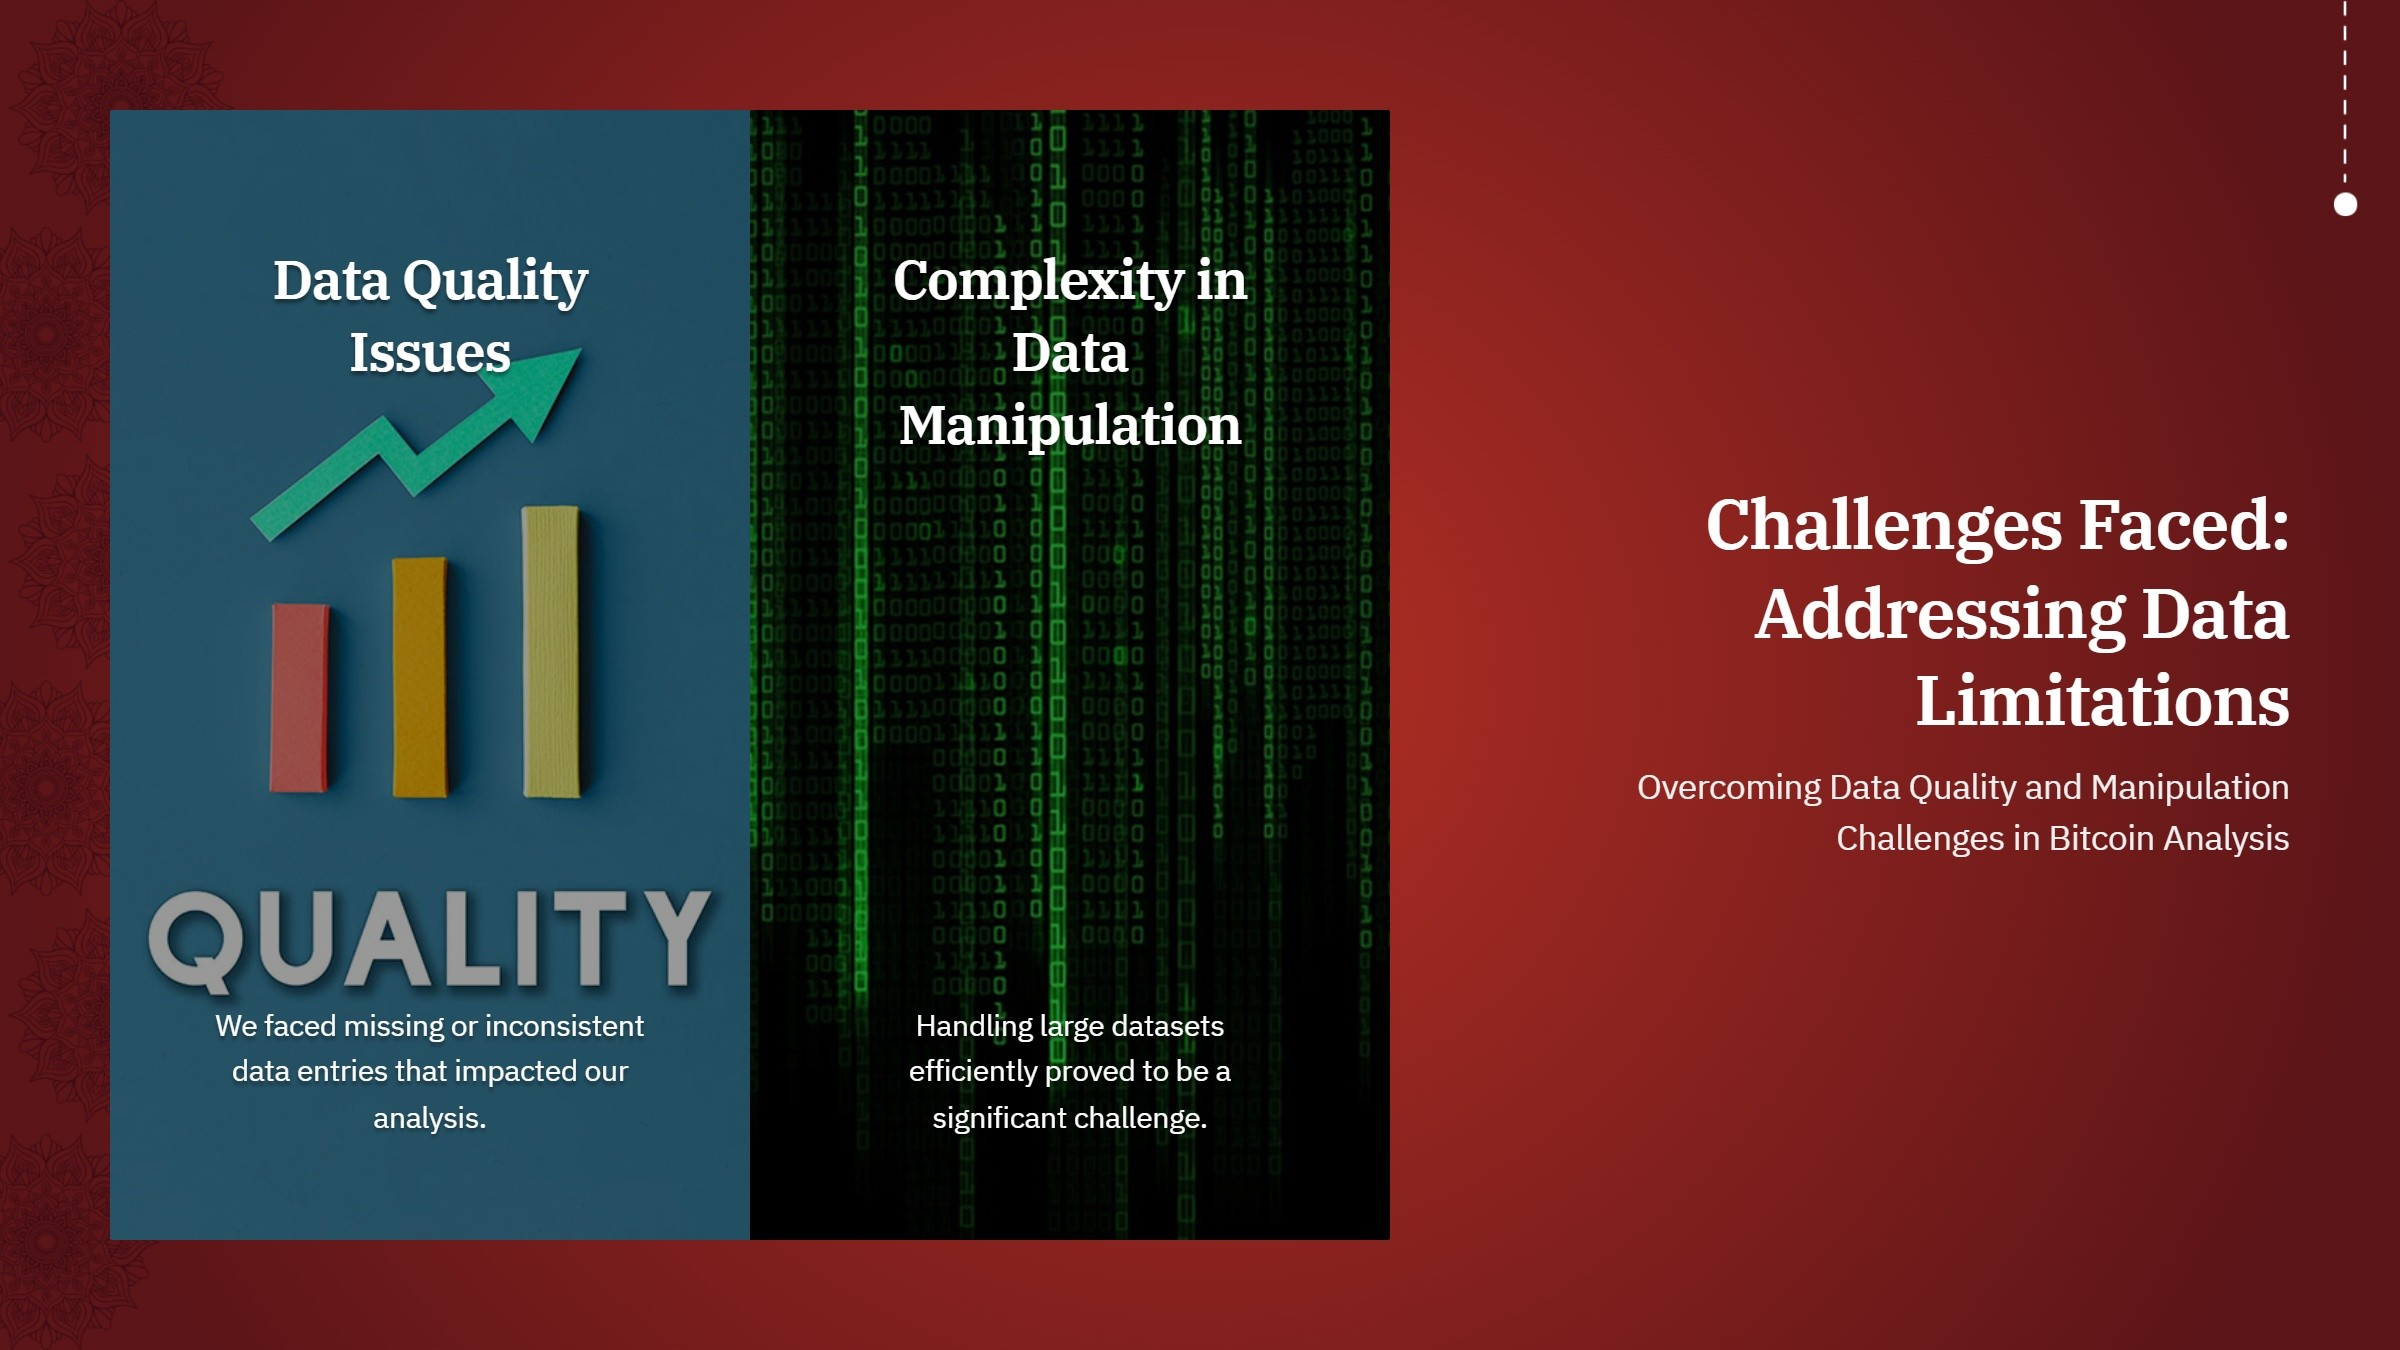 Data Quality
Issues
QUALITY
We faced missing or inconsistent
data entries that impacted our
analysis.
Complexity in
Data
Manipulation
Handling large datasets
efficiently proved to be a
significant challenge.
Challenges Faced:
Addressing Data
Limitations
Overcoming Data Quality and Manipulation
Challenges in Bitcoin Analysis